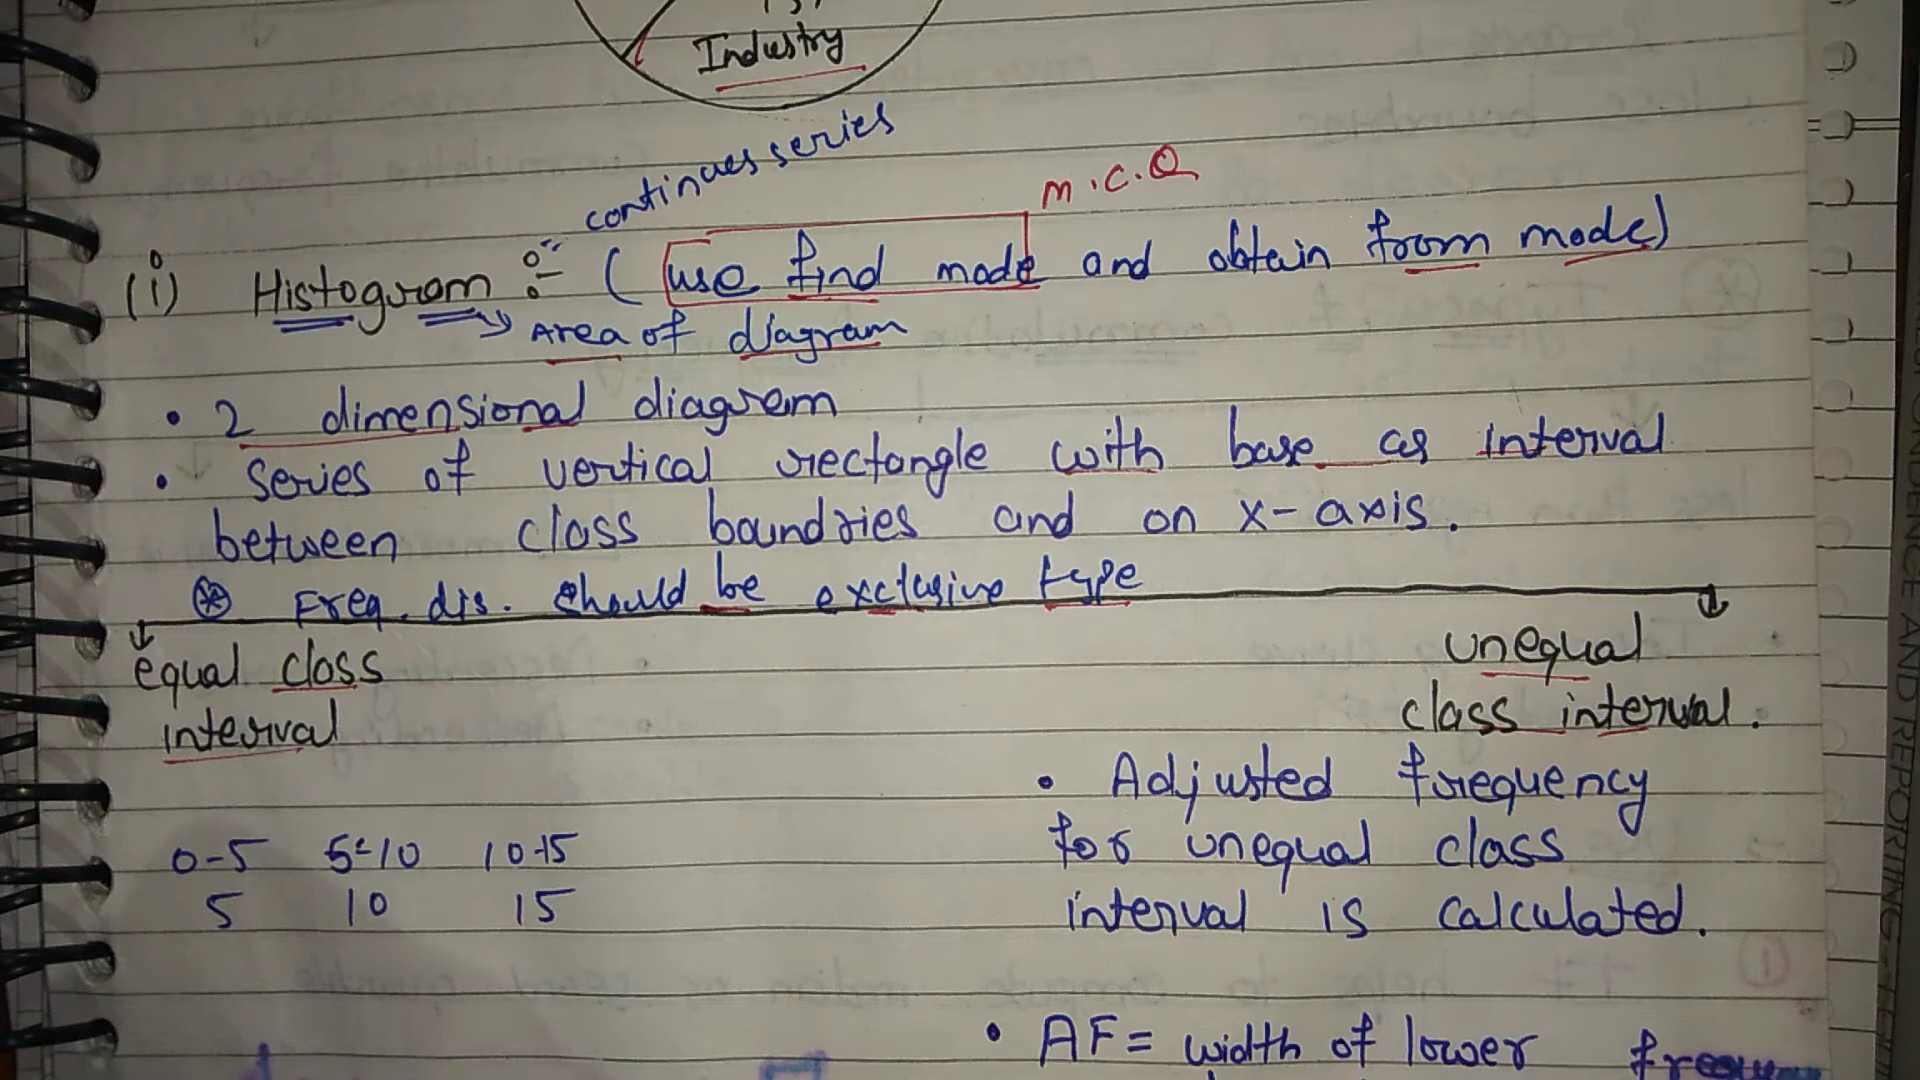 Industry
continues series
M.C.Q
(i) Histogram :- (use find mode and obtain from mode)
Area of diagram
• 2 dimensional diagram
• Series of vertical rectangle with base as interval
between class boundries and on x-axis.
Freq. dis. should be exclusive type
equal class
interval
unequal
class interval.
• Adjusted frequency
for unequal class
interval is calculated.
0-5 5-10 10-15
5 10 15
• AF = width of lower